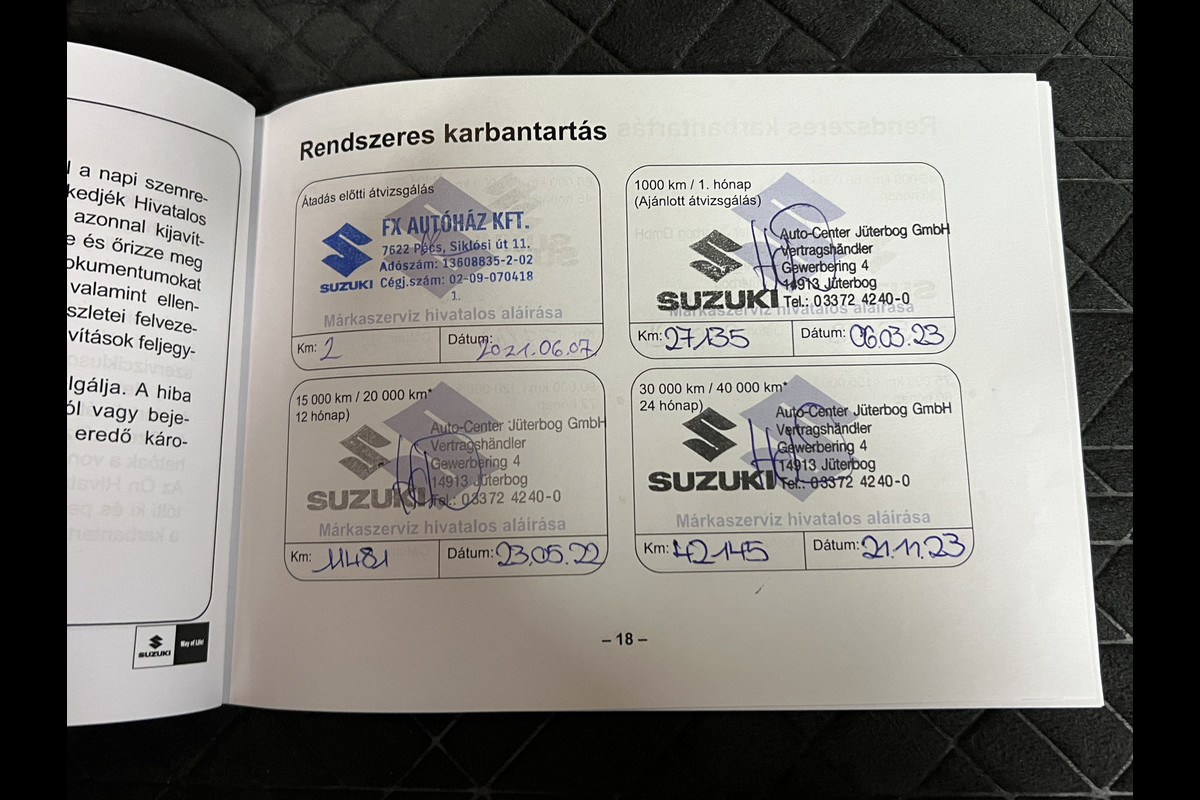 l a napi szemre-
kedjék Hivatalos
azonnal kijavít-
e és őrizze meg
okumentumokat
valamint ellen-
szletei felveze-
vítások feljegy-
lgálja. A hiba
ól vagy beje-
eredő káro-
SUZUKI
Way of Life!
Rendszeres karbantartás
Átadás előtti átvizsgálás
FX AUTÓHÁZ KFT.
7622 Pécs, Siklósi út 11.
Adószám: 13608835-2-02
Cégj.szám: 02-09-070418
1.
SUZUKI
Márkaszerviz hivatalos aláírása
Km: 2
Dátum: 2021.06.07.
1000 km / 1. hónap
(Ajánlott átvizsgálás)
Auto-Center Jüterbog GmbH
Vertragshändler
Gewerbering 4
14913 Jüterbog
Tel.: 03372 4240-0
SUZUKI
Márkaszerviz hivatalos aláírása
Km: 27135
Dátum: 06.03.23
15 000 km / 20 000 km*
12 hónap)
Auto-Center Jüterbog GmbH
Vertragshändler
Gewerbering 4
14913 Jüterbog
Tel.: 03372 4240-0
SUZUKI
Márkaszerviz hivatalos aláírása
Km: 11481
Dátum: 23.05.22
30 000 km / 40 000 km*
24 hónap)
Auto-Center Jüterbog GmbH
Vertragshändler
Gewerbering 4
14913 Jüterbog
Tel.: 03372 4240-0
SUZUKI
Márkaszerviz hivatalos aláírása
Km: 42145
Dátum: 21.11.23
– 18 –